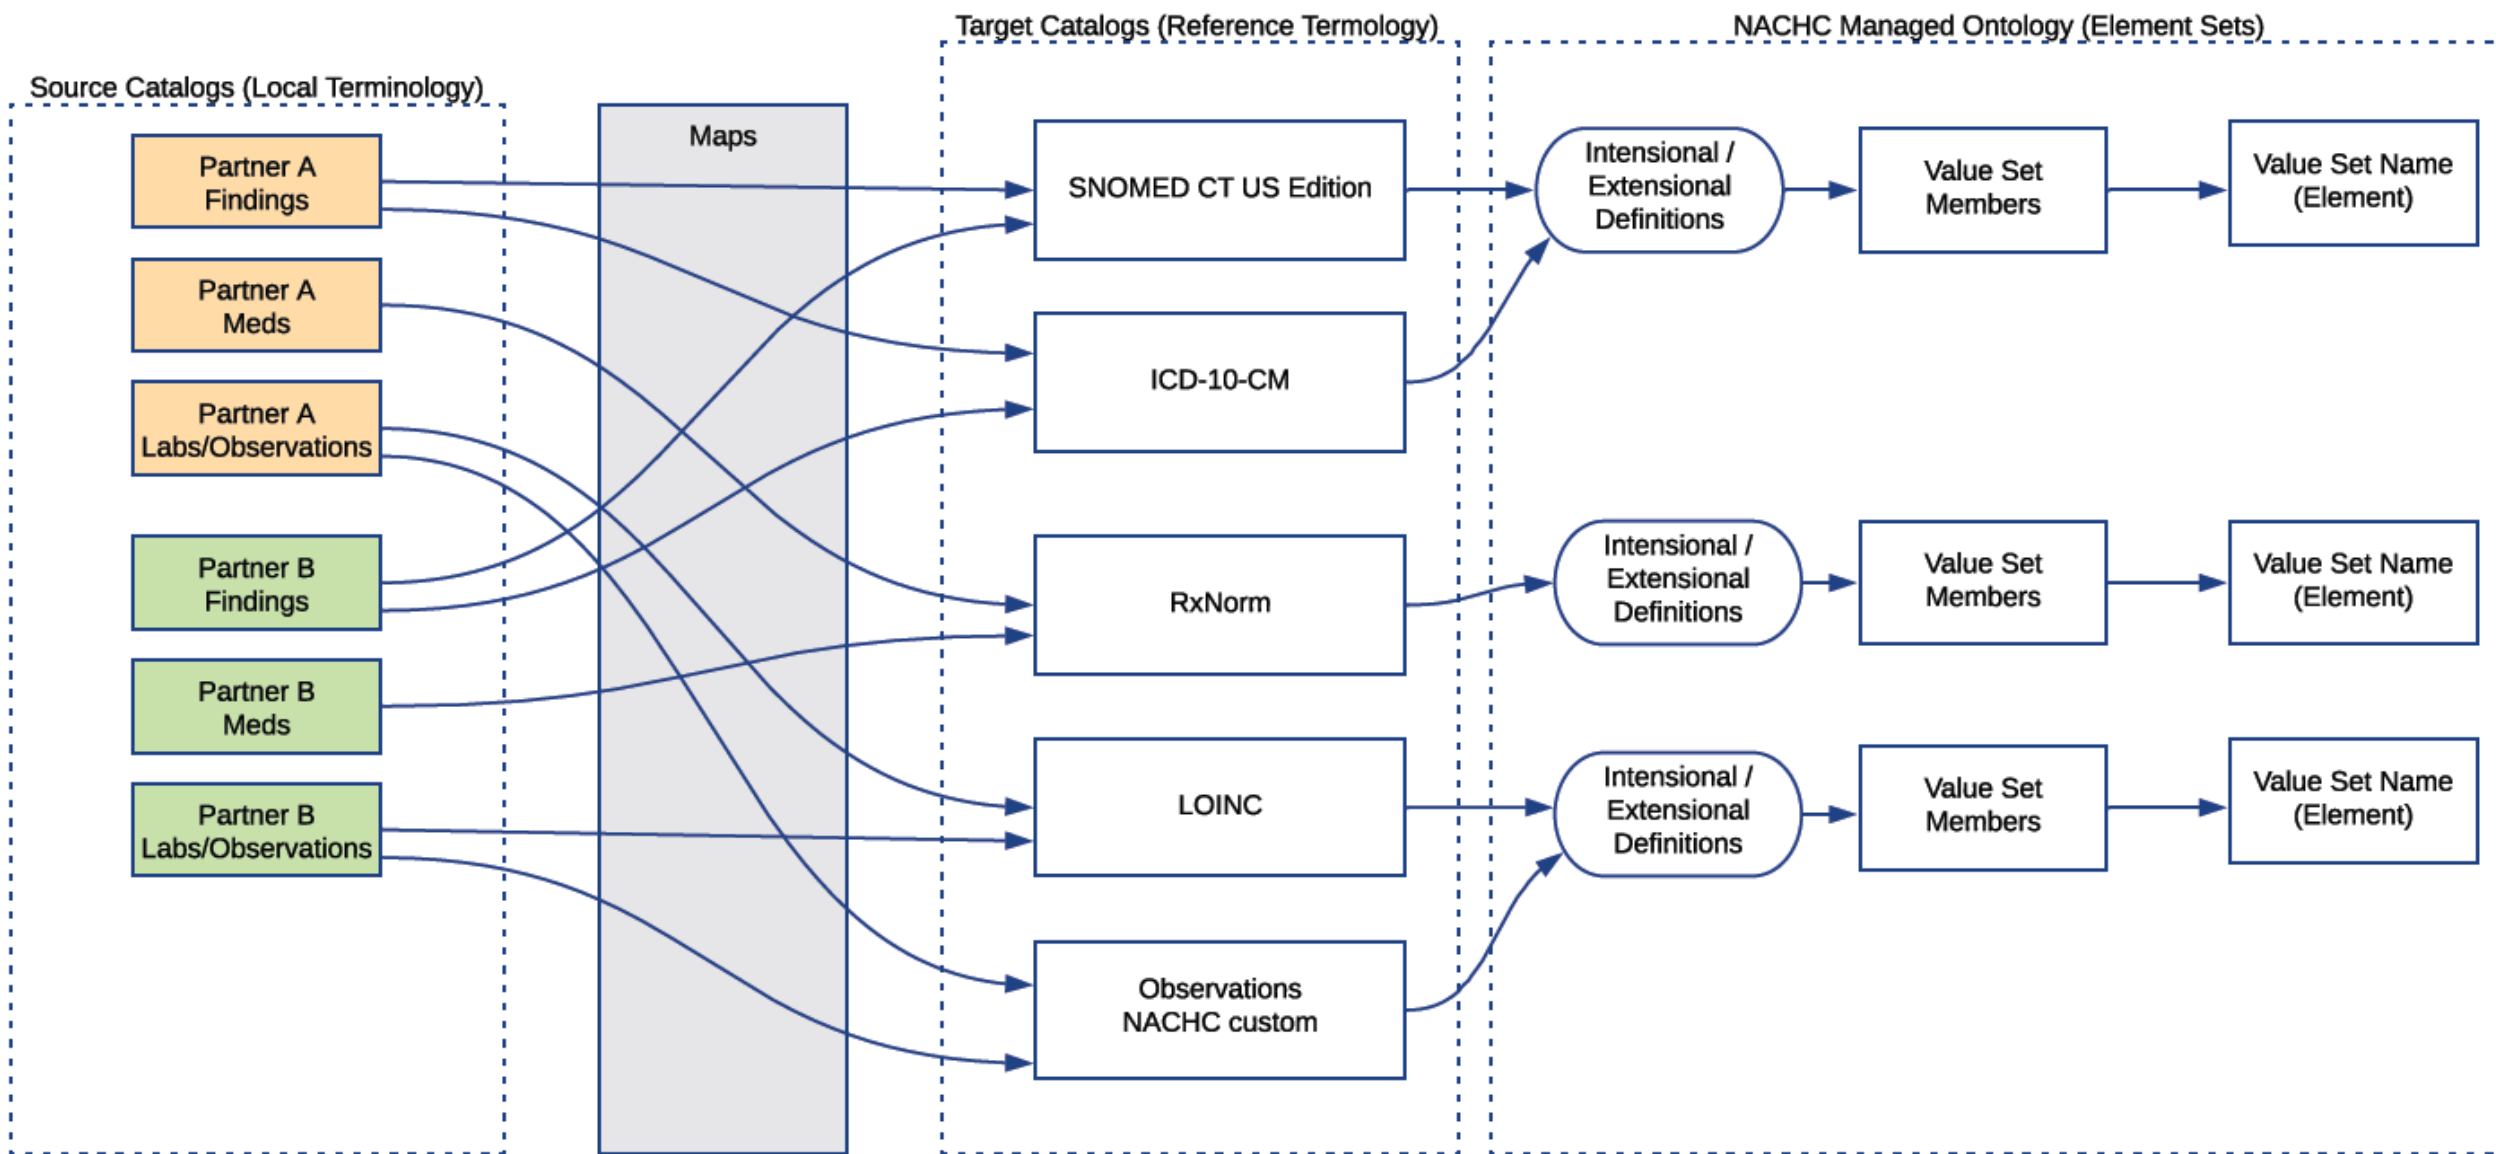 Source Catalogs (Local Terminology)
Partner A
Findings
Partner A
Meds
Partner A
Labs/Observations
Partner B
Findings
Partner B
Meds
Partner B
Labs/Observations
Maps
Target Catalogs (Reference Termology)
SNOMED CT US Edition
ICD-10-CM
RxNorm
LOINC
Observations
NACHC custom
NACHC Managed Ontology (Element Sets)
Intensional /
Extensional
Definitions
Value Set
Members
Value Set Name
(Element)
Intensional /
Extensional
Definitions
Value Set
Members
Value Set Name
(Element)
Intensional /
Extensional
Definitions
Value Set
Members
Value Set Name
(Element)